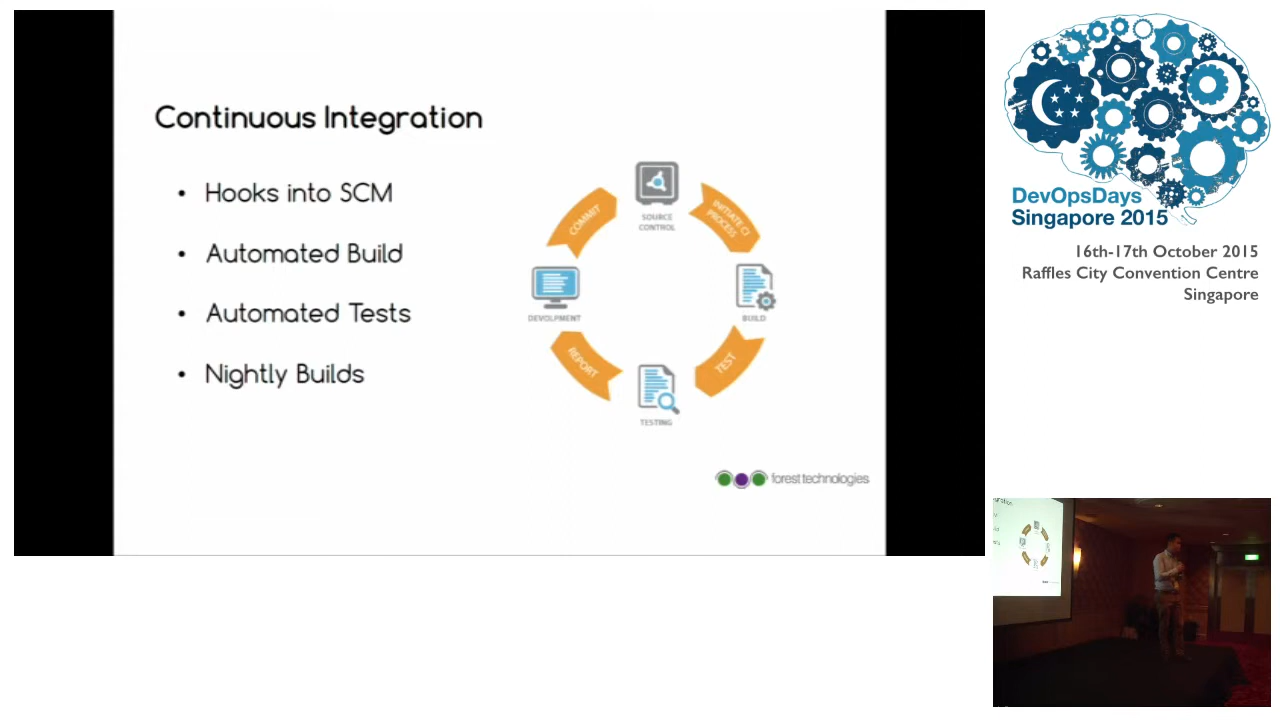 Continuous Integration
• Hooks into SCM
• Automated Build
• Automated Tests
• Nightly Builds
SOURCE
CONTROL
COMMIT
INITIATE CI
PROCESS
DEVOLPMENT
BUILD
REPORT
TEST
TESTING
forest technologies
DevOpsDays
Singapore 2015
16th-17th October 2015
Raffles City Convention Centre
Singapore